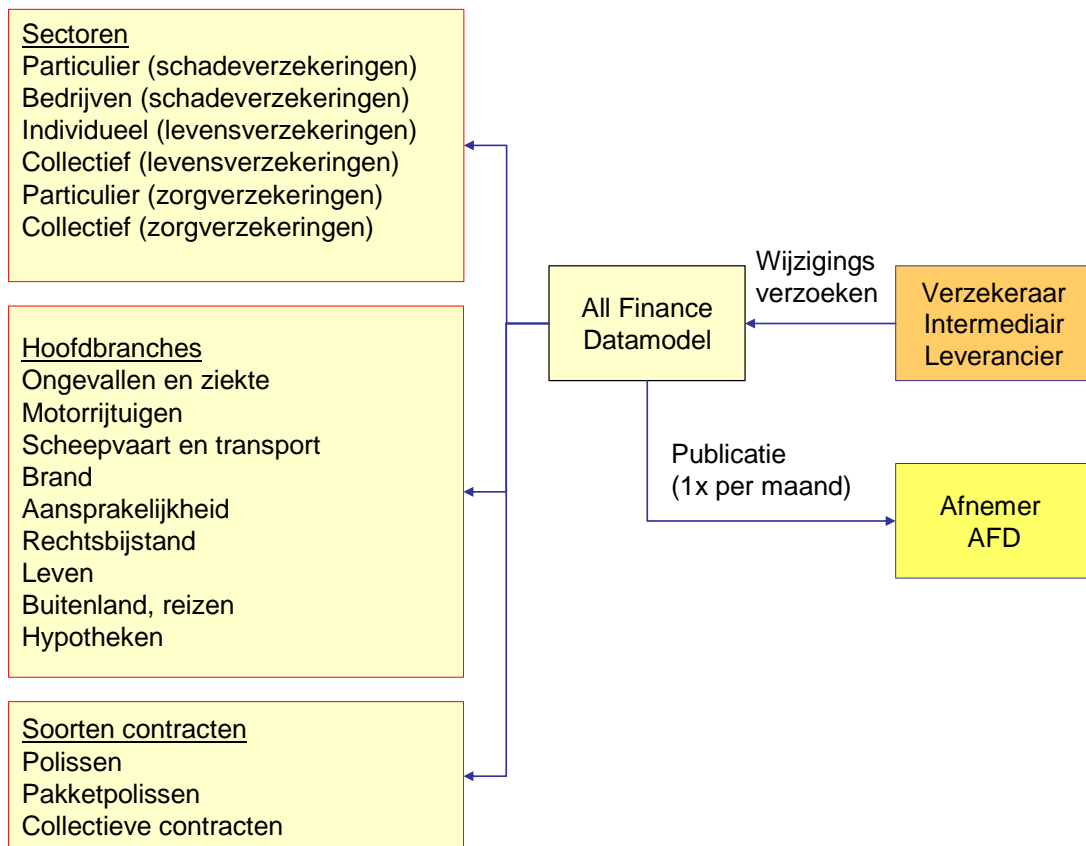 Sectoren
Particulier (schadeverzekeringen)
Bedrijven (schadeverzekeringen)
Individueel (levensverzekeringen)
Collectief (levensverzekeringen)
Particulier (zorgverzekeringen)
Collectief (zorgverzekeringen)
Hoofdbranches
Ongevallen en ziekte
Motorrijtuigen
Scheepvaart en transport
Brand
Aansprakelijkheid
Rechtsbijstand
Leven
Buitenland, reizen
Hypotheken
Soorten contracten
Polissen
Pakketpolissen
Collectieve contracten
All Finance
Datamodel
Wijzigings
verzoeken
Verzekeraar
Intermediair
Leverancier
Publicatie
(1x per maand)
Afnemer
AFD